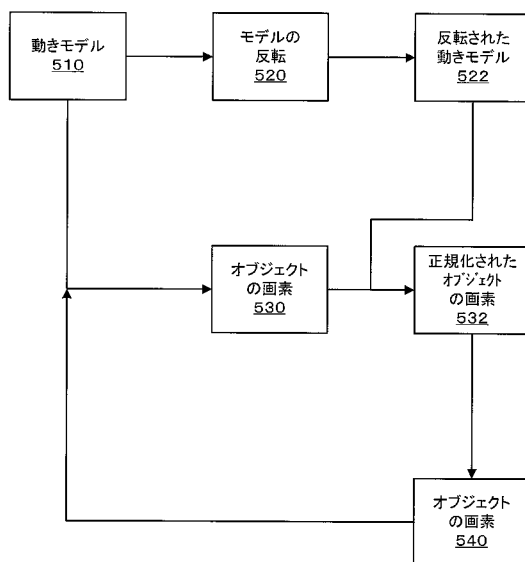 動きモデル
510
モデルの
反転
520
反転された
動きモデル
522
オブジェクト
の画素
530
正規化された
オブジェクト
の画素
532
オブジェクト
の画素
540